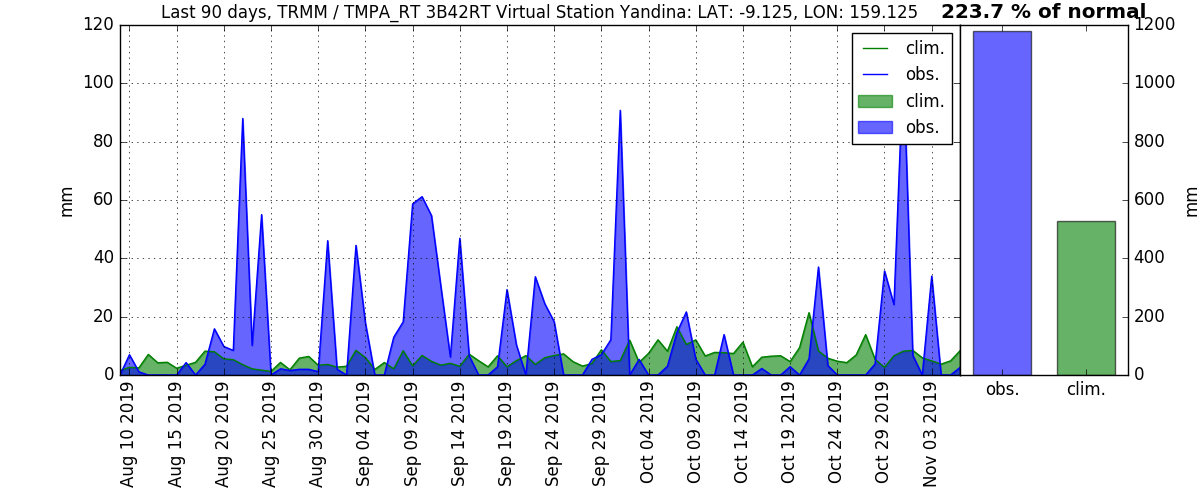 Last 90 days, TRMM / TMPA_RT 3B42RT Virtual Station Yandina: LAT: -9.125, LON: 159.125
223.7 % of normal
120
100
80
60
40
20
0
mm
clim.
obs.
clim.
obs.
1200
1000
800
600
400
200
0
mm
Aug 10 2019
Aug 15 2019
Aug 20 2019
Aug 25 2019
Aug 30 2019
Sep 04 2019
Sep 09 2019
Sep 14 2019
Sep 19 2019
Sep 24 2019
Sep 29 2019
Oct 04 2019
Oct 09 2019
Oct 14 2019
Oct 19 2019
Oct 24 2019
Oct 29 2019
Nov 03 2019
obs.
clim.